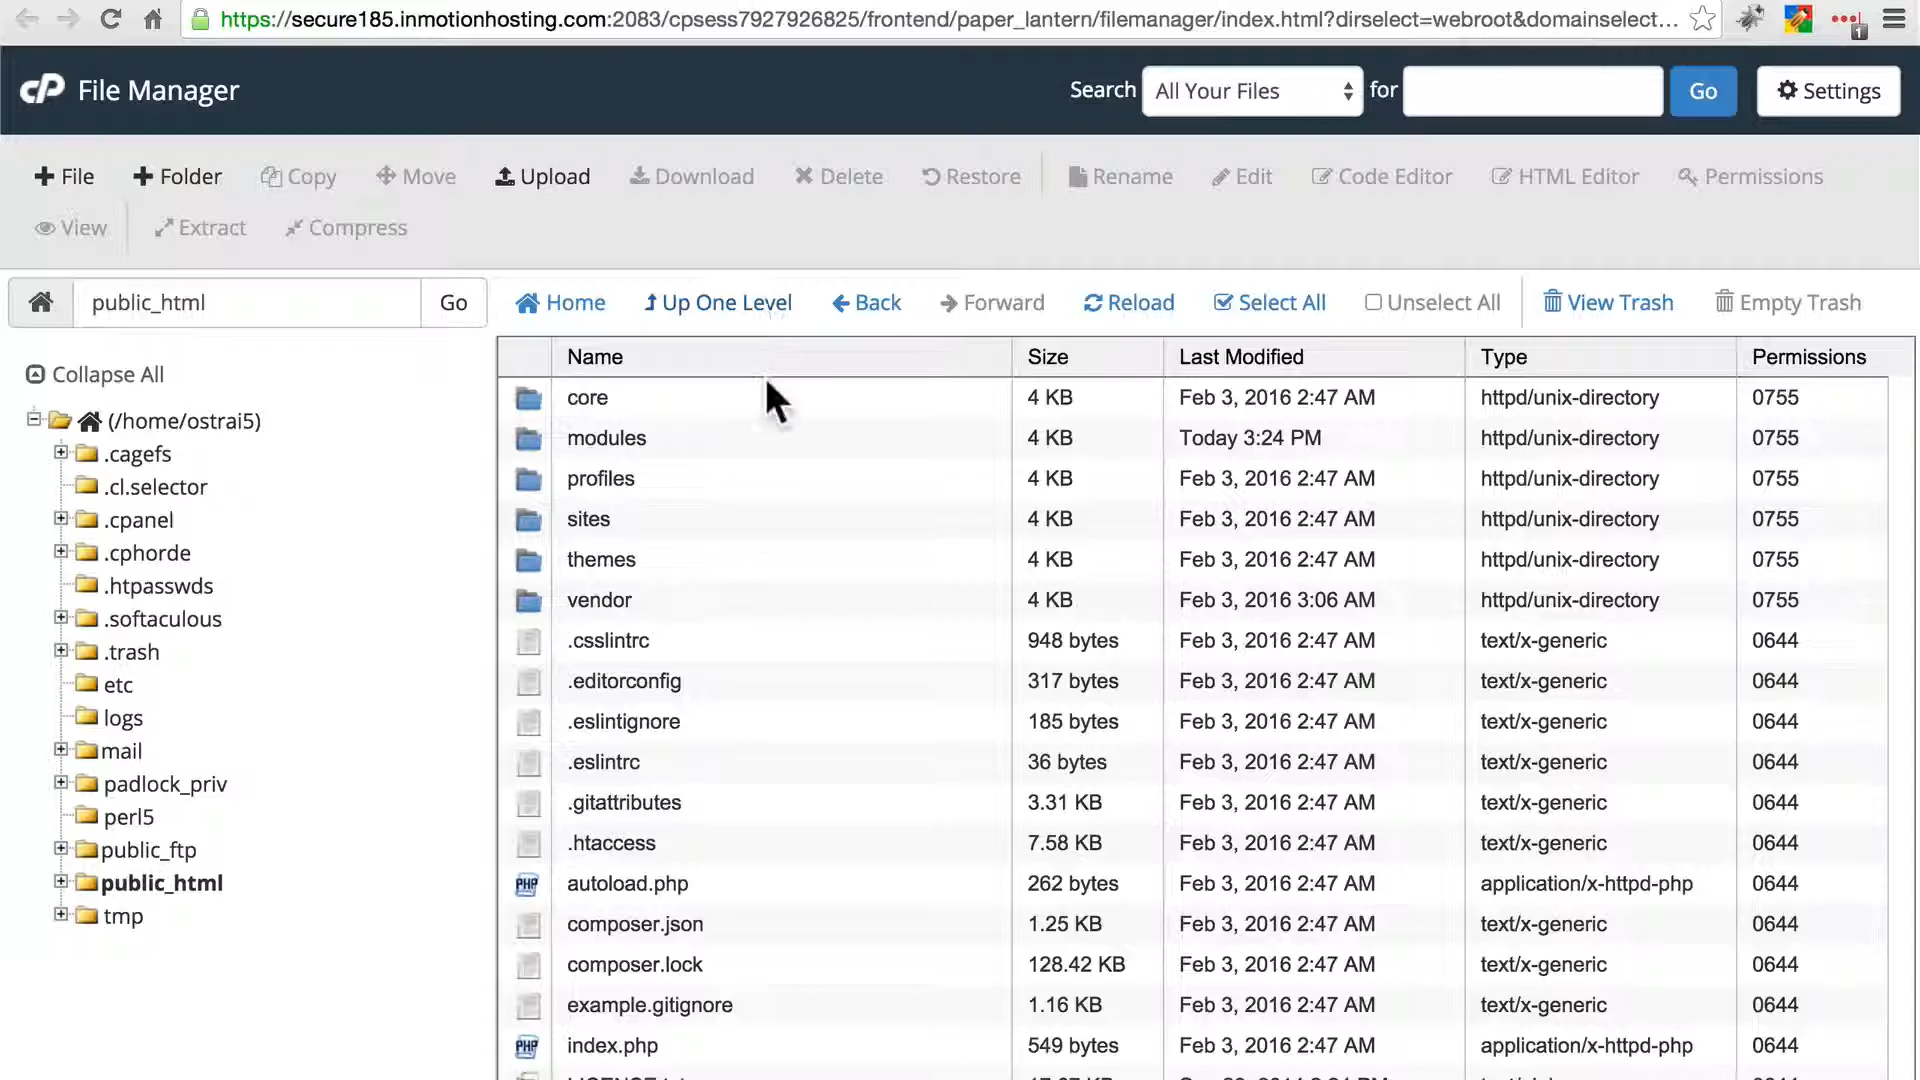 https://secure185.inmotionhosting.com:2083/cpsess7927926825/frontend/paper_lantern/filemanager/index.html?dirselect=webroot&domainselect...
1
cP File Manager Search All Your Files for Go Settings
File Folder Copy Move Upload Download Delete Restore Rename Edit Code Editor HTML Editor Permissions
View Extract Compress
public_html Go Home Up One Level Back Forward Reload Select All Unselect All View Trash Empty Trash
Collapse All
(/home/ostrai5)
.cagefs
.cl.selector
.cpanel
.cphorde
.htpasswds
.softaculous
.trash
etc
logs
mail
padlock_priv
perl5
public_ftp
public_html
tmp
Name Size Last Modified Type Permissions
core 4 KB Feb 3, 2016 2:47 AM httpd/unix-directory 0755
modules 4 KB Today 3:24 PM httpd/unix-directory 0755
profiles 4 KB Feb 3, 2016 2:47 AM httpd/unix-directory 0755
sites 4 KB Feb 3, 2016 2:47 AM httpd/unix-directory 0755
themes 4 KB Feb 3, 2016 2:47 AM httpd/unix-directory 0755
vendor 4 KB Feb 3, 2016 3:06 AM httpd/unix-directory 0755
.csslintrc 948 bytes Feb 3, 2016 2:47 AM text/x-generic 0644
.editorconfig 317 bytes Feb 3, 2016 2:47 AM text/x-generic 0644
.eslintignore 185 bytes Feb 3, 2016 2:47 AM text/x-generic 0644
.eslintrc 36 bytes Feb 3, 2016 2:47 AM text/x-generic 0644
.gitattributes 3.31 KB Feb 3, 2016 2:47 AM text/x-generic 0644
.htaccess 7.58 KB Feb 3, 2016 2:47 AM text/x-generic 0644
PHP autoload.php 262 bytes Feb 3, 2016 2:47 AM application/x-httpd-php 0644
composer.json 1.25 KB Feb 3, 2016 2:47 AM text/x-generic 0644
composer.lock 128.42 KB Feb 3, 2016 2:47 AM text/x-generic 0644
example.gitignore 1.16 KB Feb 3, 2016 2:47 AM text/x-generic 0644
PHP index.php 549 bytes Feb 3, 2016 2:47 AM application/x-httpd-php 0644